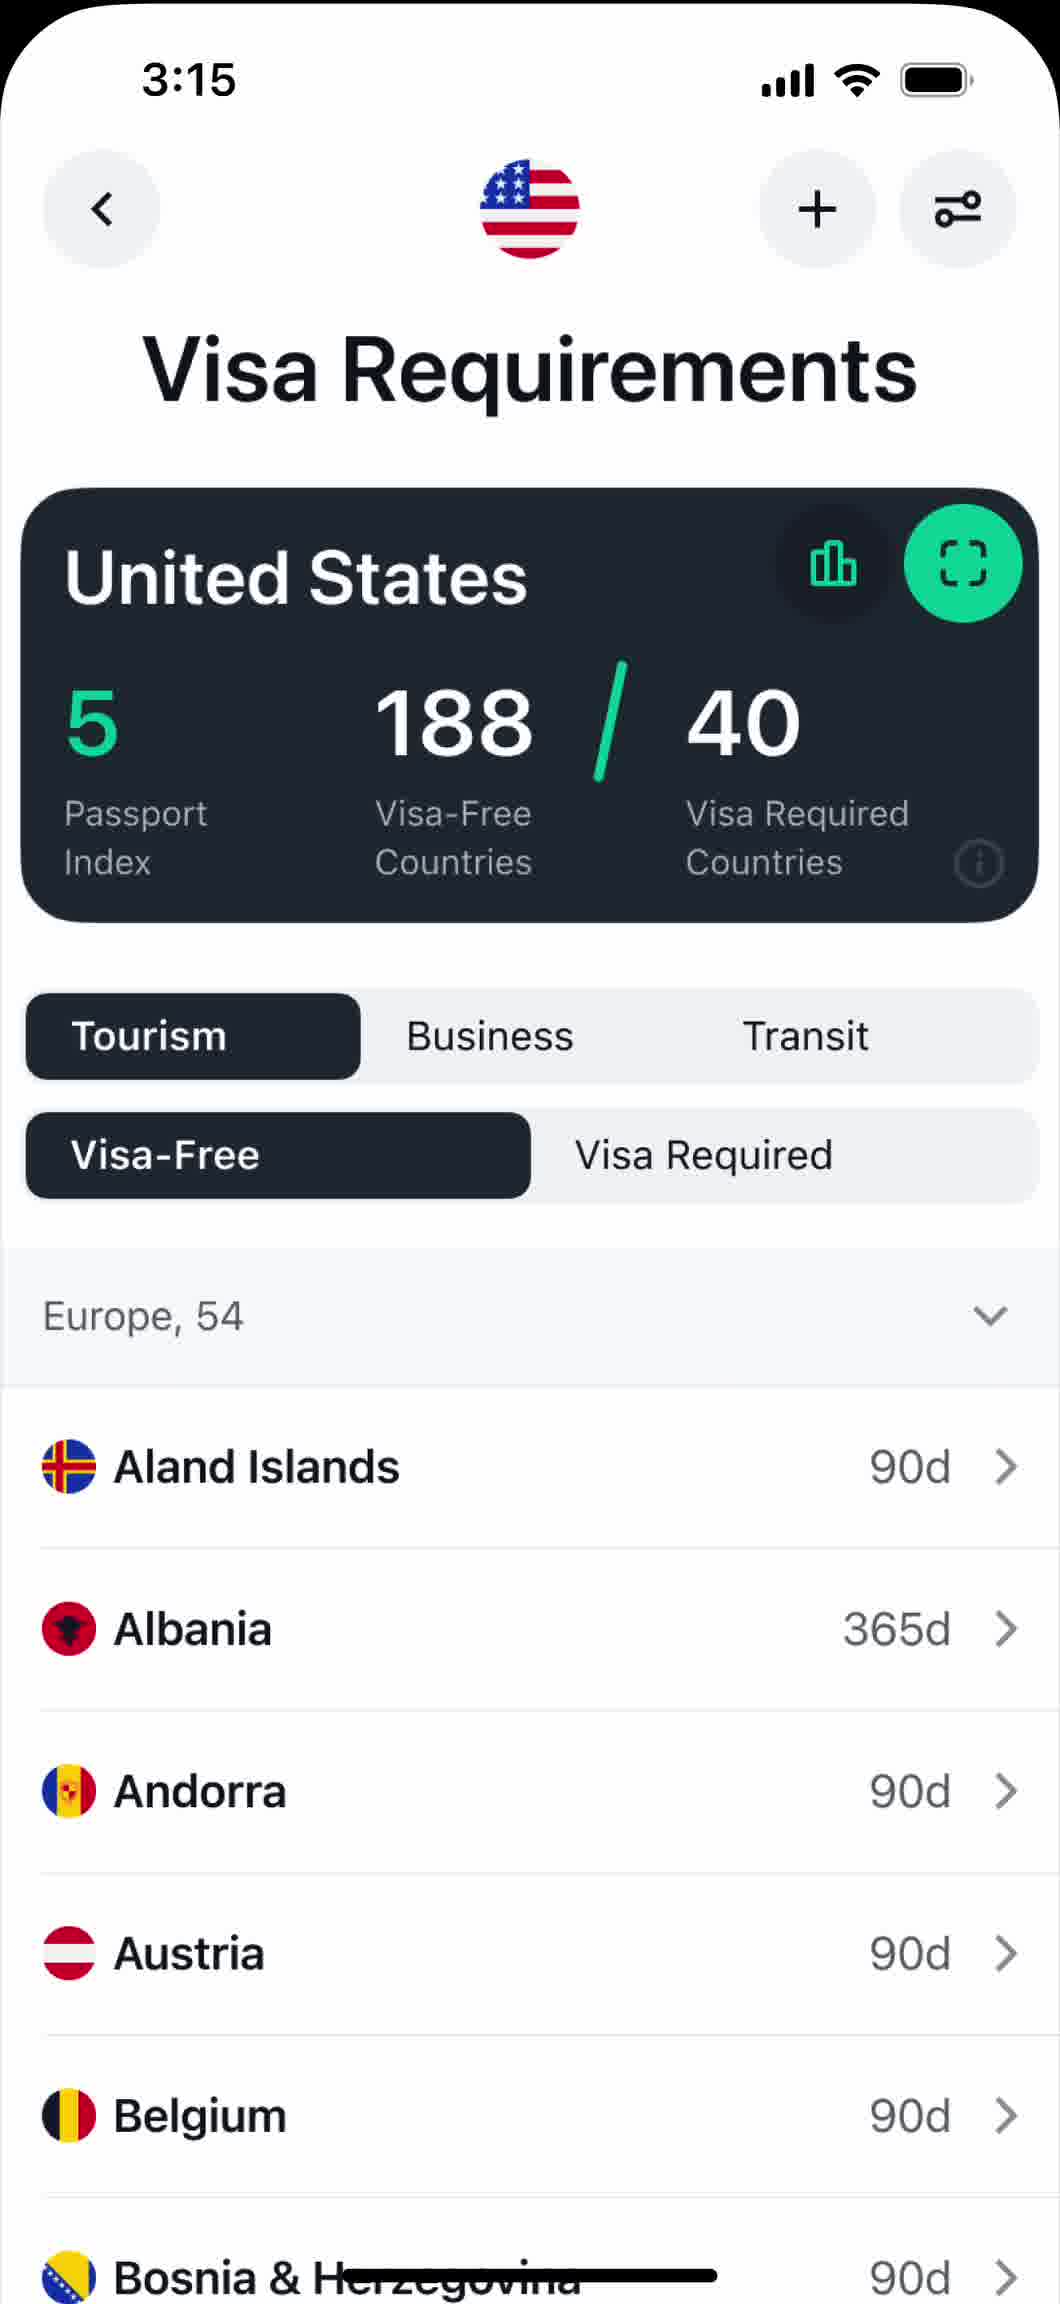 3:15
Visa Requirements
United States
5 188 / 40
Passport Index
Visa-Free Countries
Visa Required Countries
Tourism Business Transit
Visa-Free Visa Required
Europe, 54
Aland Islands 90d
Albania 365d
Andorra 90d
Austria 90d
Belgium 90d
Bosnia & Herzegovina 90d